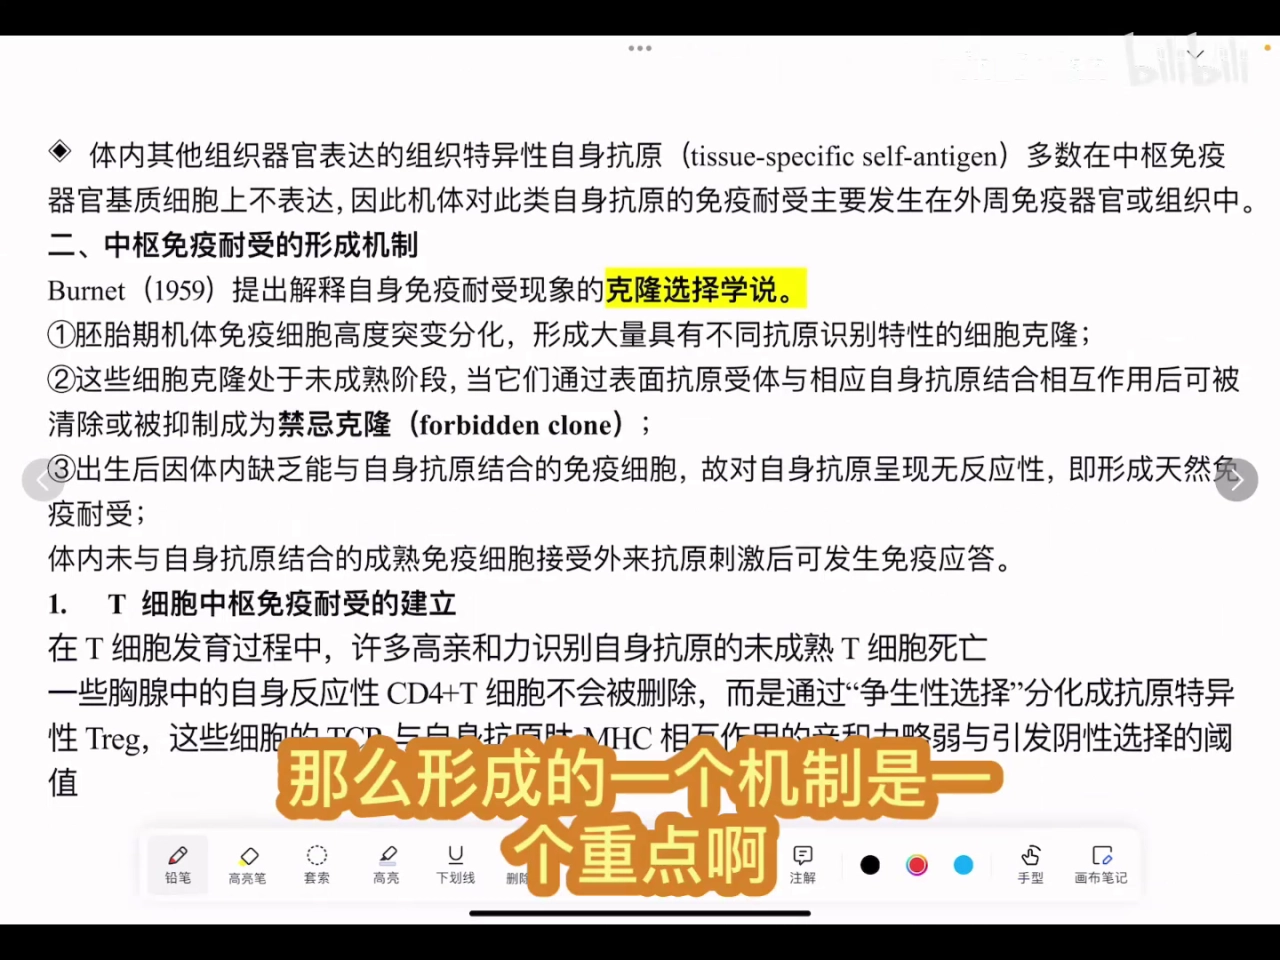 bilibili
◈ 体内其他组织器官表达的组织特异性自身抗原（tissue-specific self-antigen）多数在中枢免疫
器官基质细胞上不表达,因此机体对此类自身抗原的免疫耐受主要发生在外周免疫器官或组织中。
二、中枢免疫耐受的形成机制
Burnet（1959）提出解释自身免疫耐受现象的克隆选择学说。
①胚胎期机体免疫细胞高度突变分化，形成大量具有不同抗原识别特性的细胞克隆；
②这些细胞克隆处于未成熟阶段,当它们通过表面抗原受体与相应自身抗原结合相互作用后可被
清除或被抑制成为禁忌克隆（forbidden clone）；
③出生后因体内缺乏能与自身抗原结合的免疫细胞，故对自身抗原呈现无反应性，即形成天然免
疫耐受；
体内未与自身抗原结合的成熟免疫细胞接受外来抗原刺激后可发生免疫应答。
1. T 细胞中枢免疫耐受的建立
在 T 细胞发育过程中，许多高亲和力识别自身抗原的未成熟 T 细胞死亡
一些胸腺中的自身反应性 CD4+T 细胞不会被删除，而是通过“争生性选择”分化成抗原特异
性 Treg，这些细胞的 TCR 与自身抗原肽 MHC 相互作用的亲和力略弱与引发阴性选择的阈
值
那么形成的一个机制是一
个重点啊
铅笔 高亮笔 套索 高亮 下划线 删除 注解 手型 画布笔记